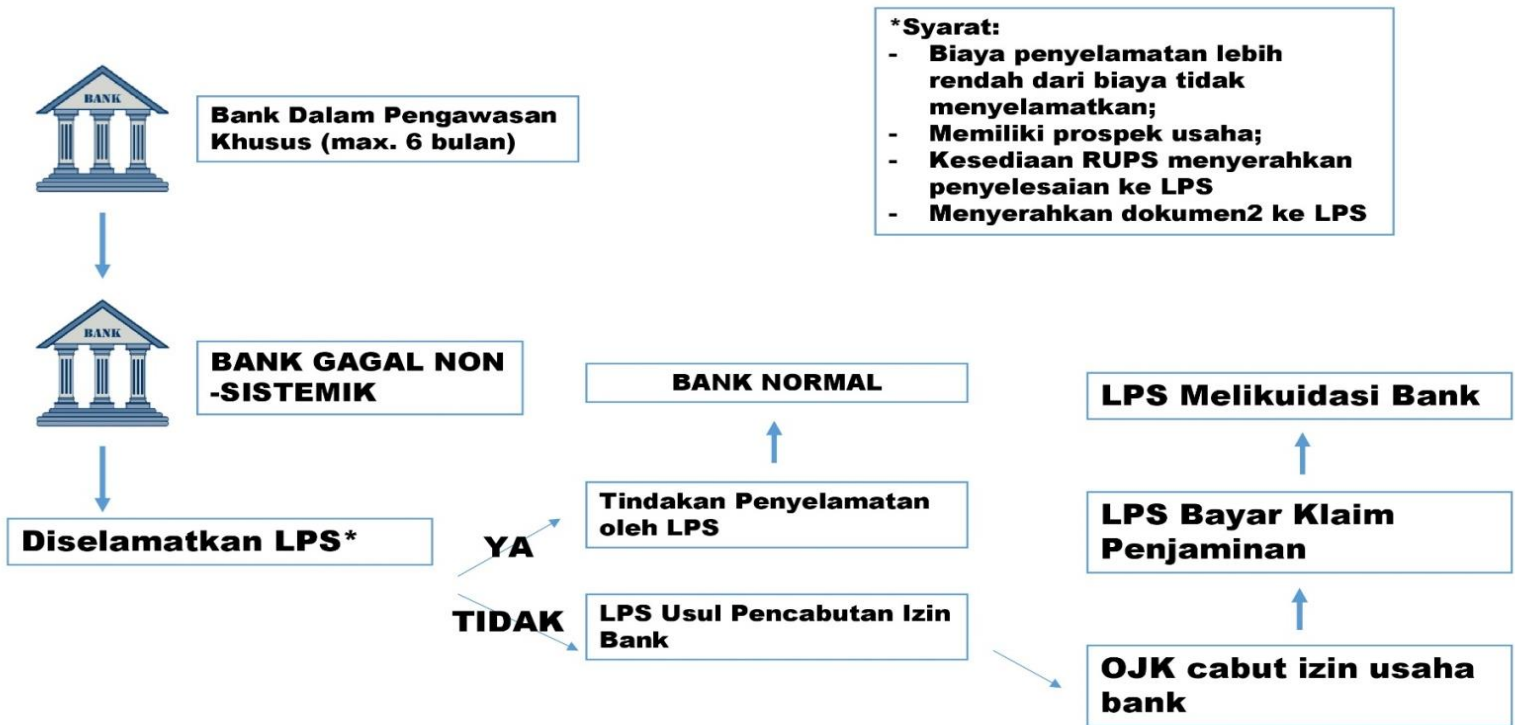 BANK
Bank Dalam Pengawasan
Khusus (max. 6 bulan)
*Syarat:
- Biaya penyelamatan lebih
rendah dari biaya tidak
menyelamatkan;
- Memiliki prospek usaha;
- Kesediaan RUPS menyerahkan
penyelesaian ke LPS
- Menyerahkan dokumen2 ke LPS
BANK
BANK GAGAL NON
-SISTEMIK
Diselamatkan LPS*
YA
TIDAK
BANK NORMAL
Tindakan Penyelamatan
oleh LPS
LPS Usul Pencabutan Izin
Bank
LPS Melikuidasi Bank
LPS Bayar Klaim
Penjaminan
OJK cabut izin usaha
bank